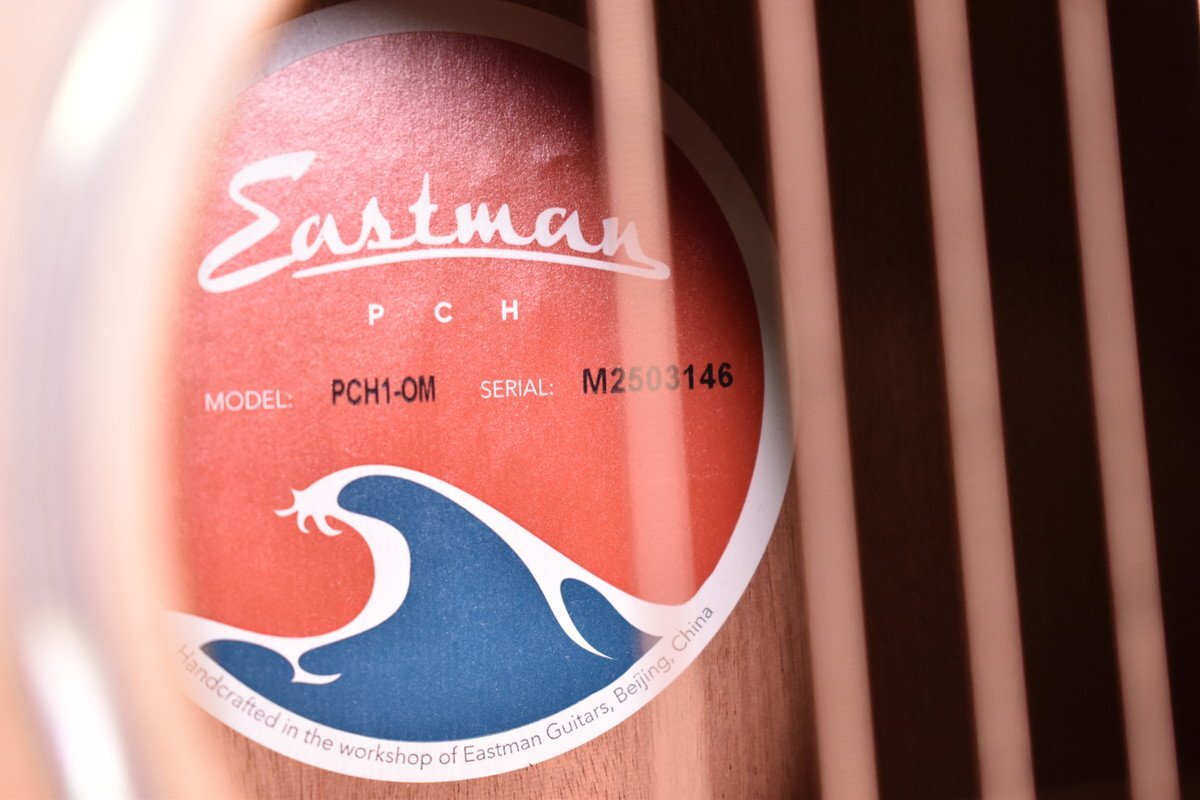 Eastman
P C H
MODEL: PCH1-OM SERIAL: M2503146
Handcrafted in the workshop of Eastman Guitars, Beijing, China